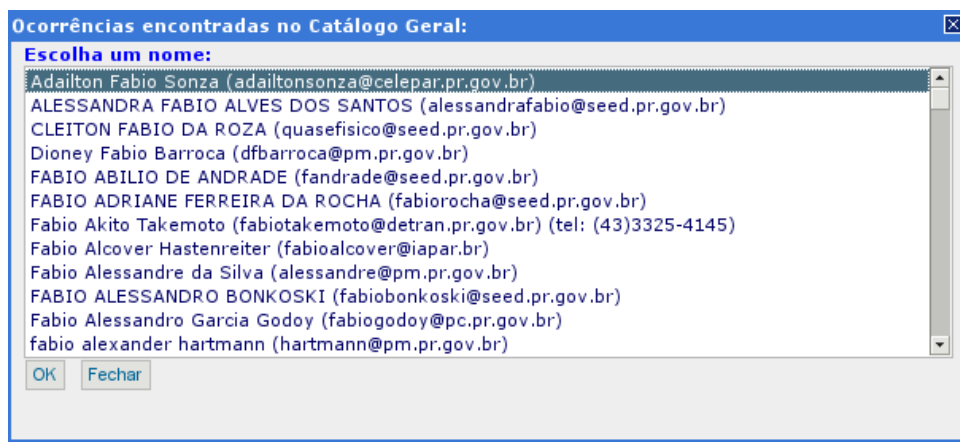 Ocorrências encontradas no Catálogo Geral:
Escolha um nome:
Adailton Fabio Sonza (adailtonsonza@celepar.pr.gov.br)
ALESSANDRA FABIO ALVES DOS SANTOS (alessandrafabio@seed.pr.gov.br)
CLEITON FABIO DA ROZA (quasefisico@seed.pr.gov.br)
Dioney Fabio Barroca (dfbarroca@pm.pr.gov.br)
FABIO ABILIO DE ANDRADE (fandrade@seed.pr.gov.br)
FABIO ADRIANE FERREIRA DA ROCHA (fabiorocha@seed.pr.gov.br)
Fabio Akito Takemoto (fabiotakemoto@detran.pr.gov.br) (tel: (43)3325-4145)
Fabio Alcover Hastenreiter (fabioalcover@iapar.br)
Fabio Alessandre da Silva (alessandre@pm.pr.gov.br)
FABIO ALESSANDRO BONKOSKI (fabiobonkoski@seed.pr.gov.br)
Fabio Alessandro Garcia Godoy (fabiogodoy@pc.pr.gov.br)
fabio alexander hartmann (hartmann@pm.pr.gov.br)
OK Fechar